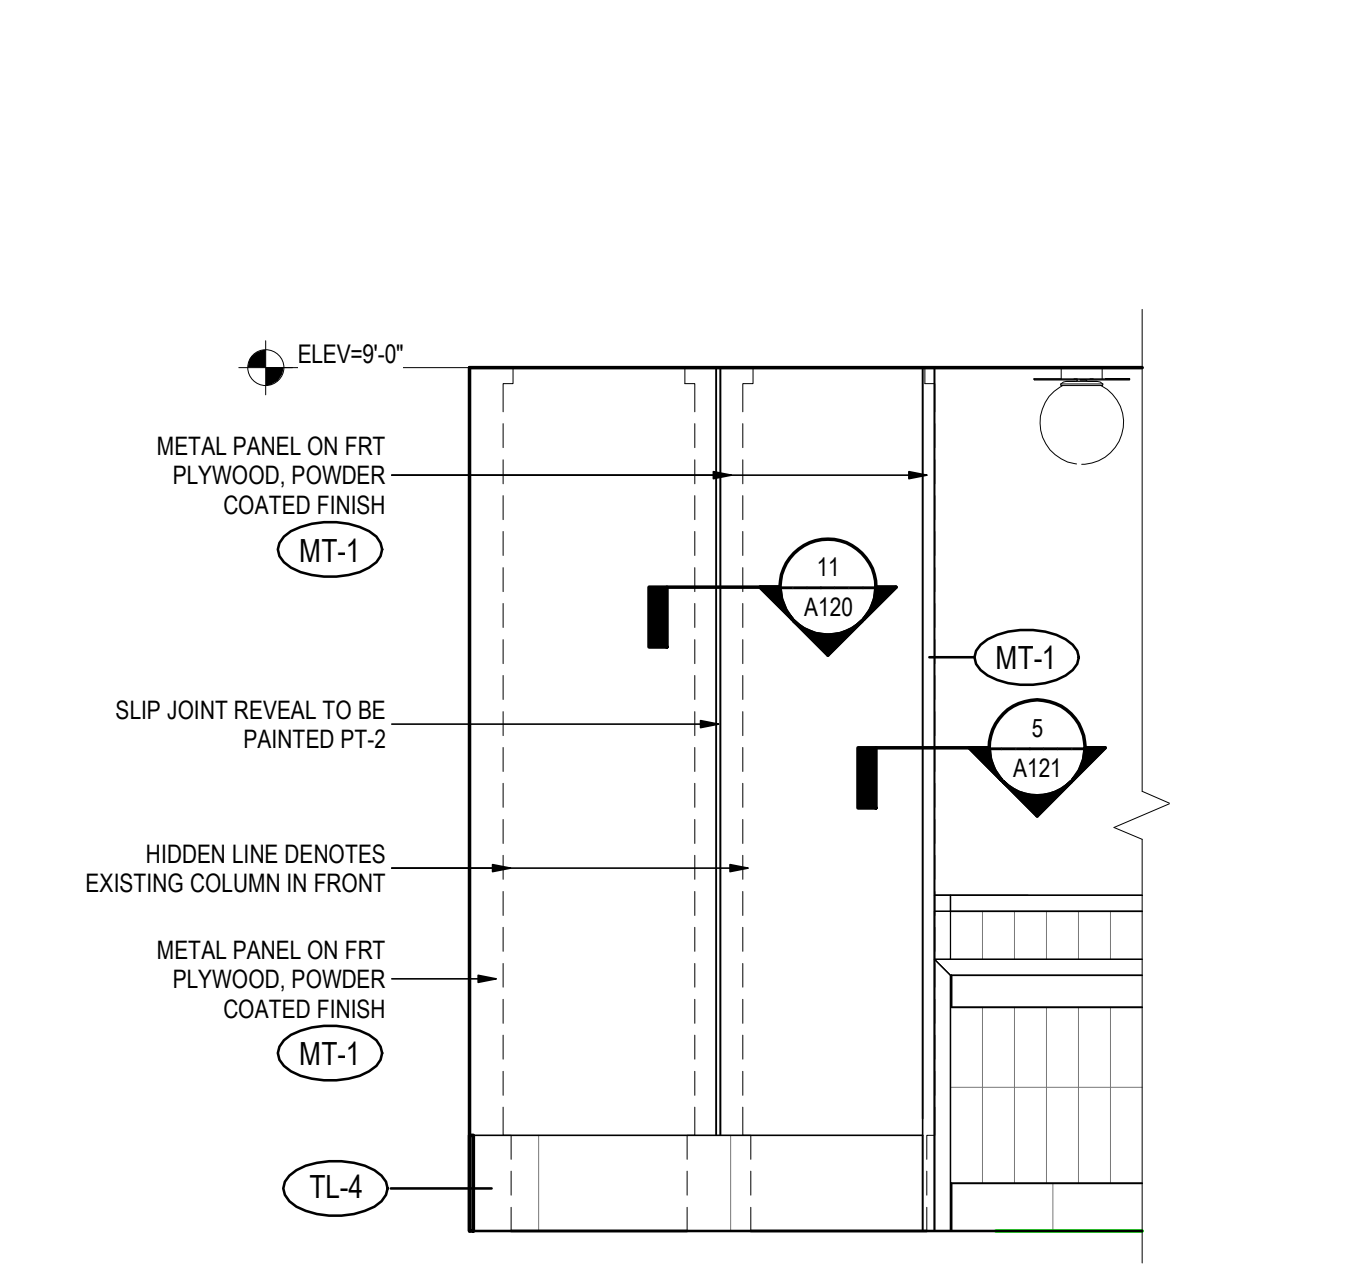 ELEV=9'-0"
METAL PANEL ON FRT
PLYWOOD, POWDER
COATED FINISH
MT-1
11
A120
MT-1
SLIP JOINT REVEAL TO BE
PAINTED PT-2
5
A121
HIDDEN LINE DENOTES
EXISTING COLUMN IN FRONT
METAL PANEL ON FRT
PLYWOOD, POWDER
COATED FINISH
MT-1
TL-4